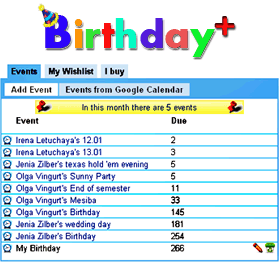 Birthday+
Events My Wishlist I buy
Add Event Events from Google Calendar
In this month there are 5 events
Event Due
Irena Letuchaya's 12.01 2
Irena Letuchaya's 13.01 3
Jenia Zilber's texas hold 'em evening 5
Olga Vingurt's Sunny Party 5
Olga Vingurt's End of semester 11
Olga Vingurt's Mesiba 33
Olga Vingurt's Birthday 145
Jenia Zilber's wedding day 181
Jenia Zilber's Birthday 254
My Birthday 266